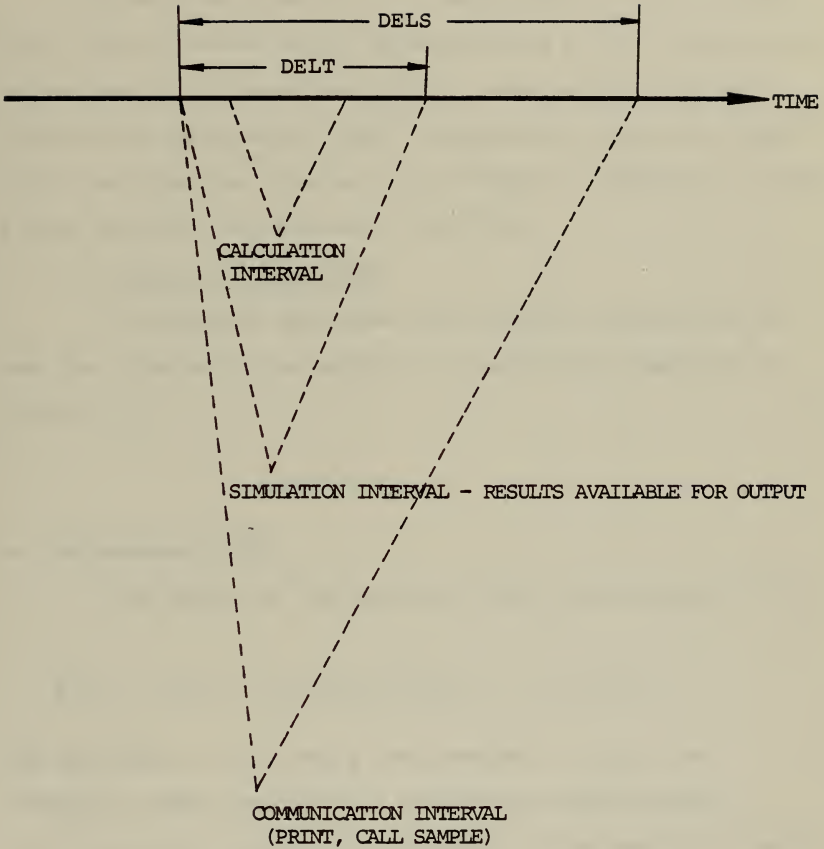 DELS
DELT
TIME
CALCULATION
INTERVAL
SIMULATION INTERVAL - RESULTS AVAILABLE FOR OUTPUT
COMMUNICATION INTERVAL
(PRINT, CALL SAMPLE)